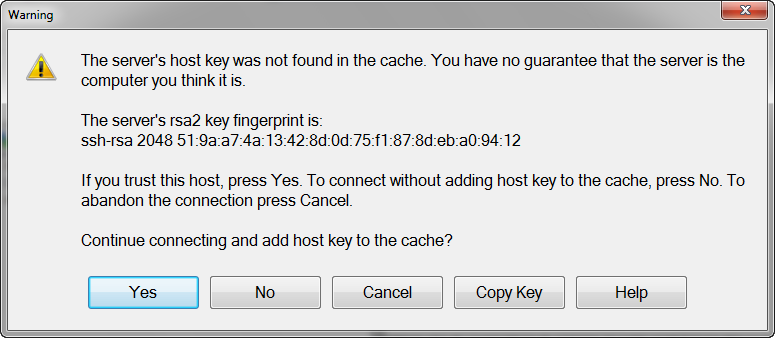 Warning
The server's host key was not found in the cache. You have no guarantee that the server is the
computer you think it is.
The server's rsa2 key fingerprint is:
ssh-rsa 2048 51:9a:a7:4a:13:42:8d:0d:75:f1:87:8d:eb:a0:94:12
If you trust this host, press Yes. To connect without adding host key to the cache, press No. To
abandon the connection press Cancel.
Continue connecting and add host key to the cache?
Yes No Cancel Copy Key Help